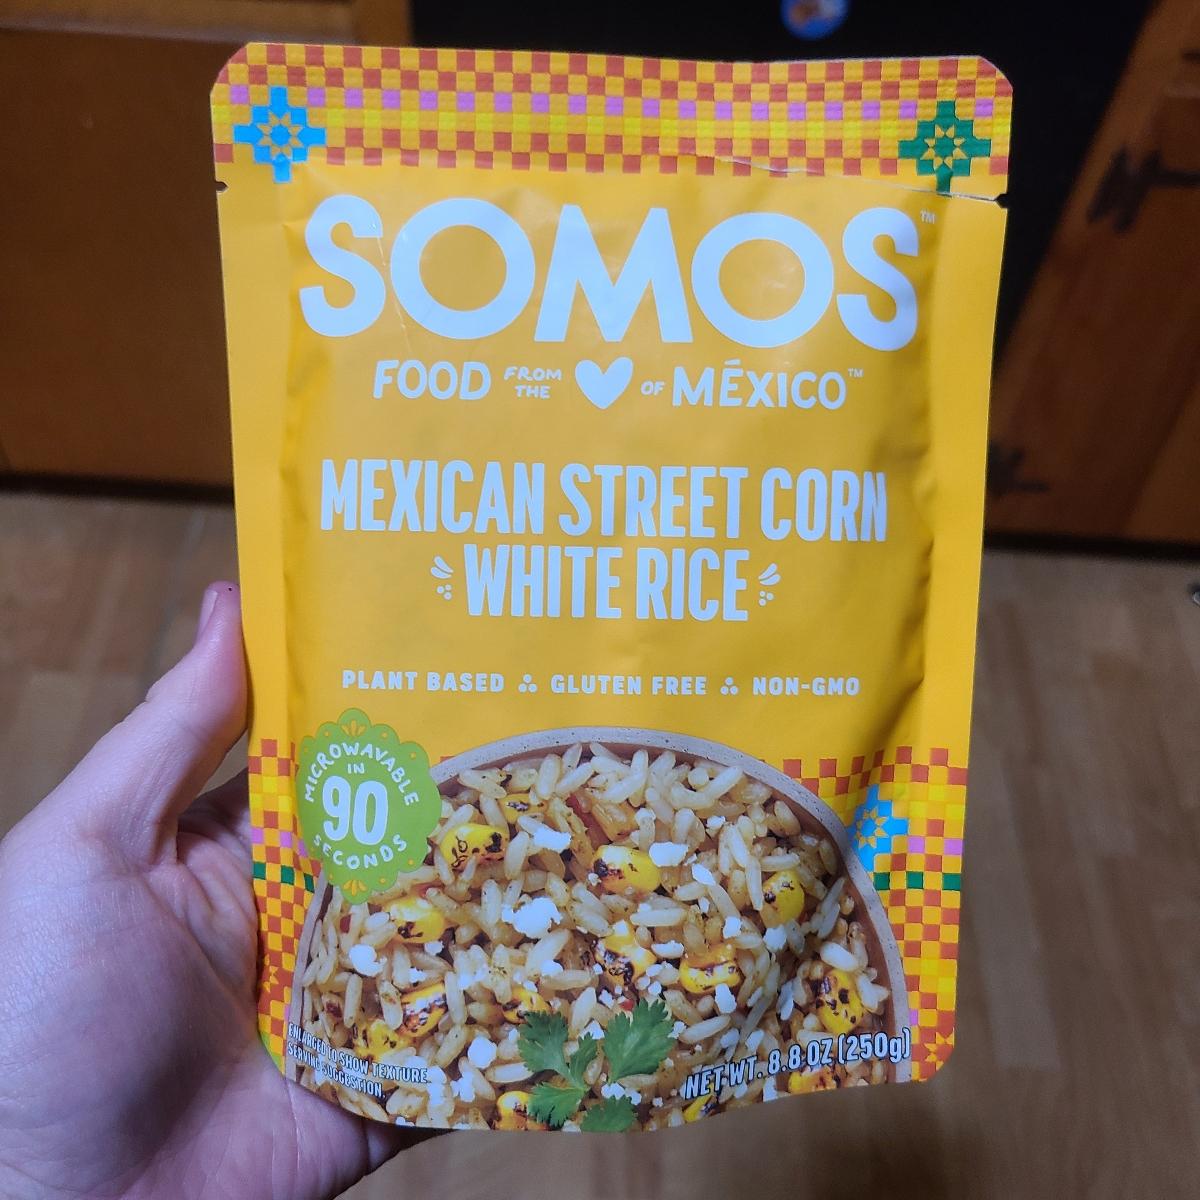 SOMOS™
FOOD FROM THE OF MÉXICO™
MEXICAN STREET CORN
WHITE RICE
PLANT BASED GLUTEN FREE NON-GMO
MICROWAVABLE
IN
90
SECONDS
ENLARGED TO SHOW TEXTURE.
SERVING SUGGESTION.
NET WT. 8.8 OZ (250g)